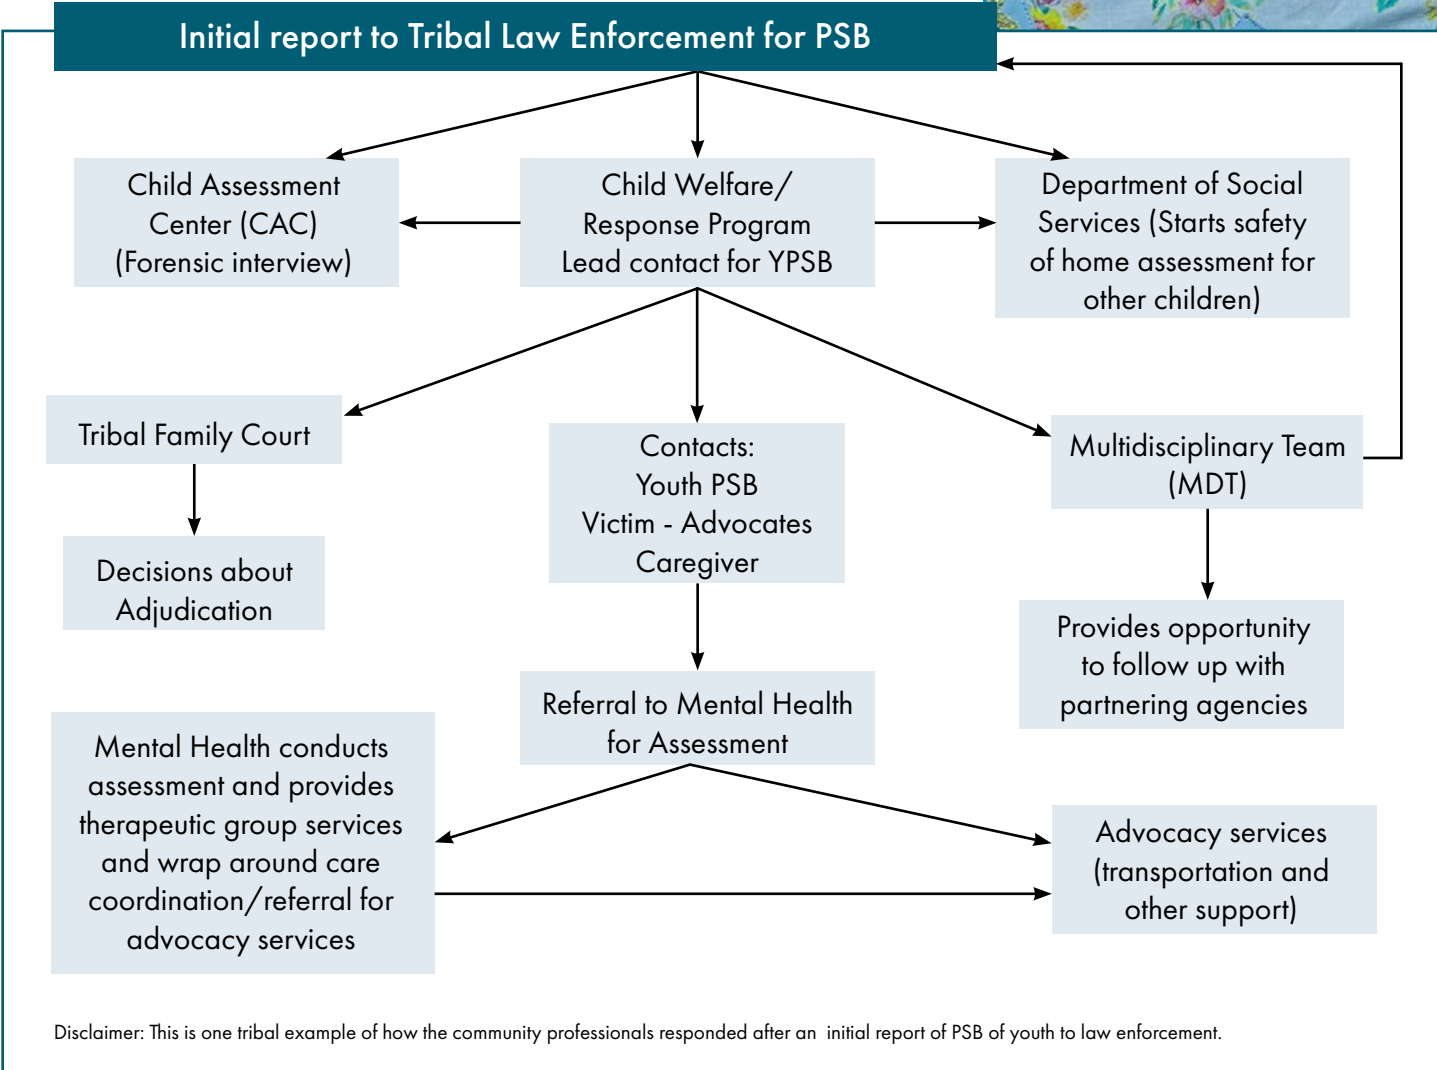 Initial report to Tribal Law Enforcement for PSB
Child Assessment
Center (CAC)
(Forensic interview)
Child Welfare/
Response Program
Lead contact for YPSB
Department of Social
Services (Starts safety
of home assessment for
other children)
Tribal Family Court
Contacts:
Youth PSB
Victim - Advocates
Caregiver
Multidisciplinary Team
(MDT)
Decisions about
Adjudication
Provides opportunity
to follow up with
partnering agencies
Referral to Mental Health
for Assessment
Mental Health conducts
assessment and provides
therapeutic group services
and wrap around care
coordination/referral for
advocacy services
Advocacy services
(transportation and
other support)
Disclaimer: This is one tribal example of how the community professionals responded after an  initial report of PSB of youth to law enforcement.